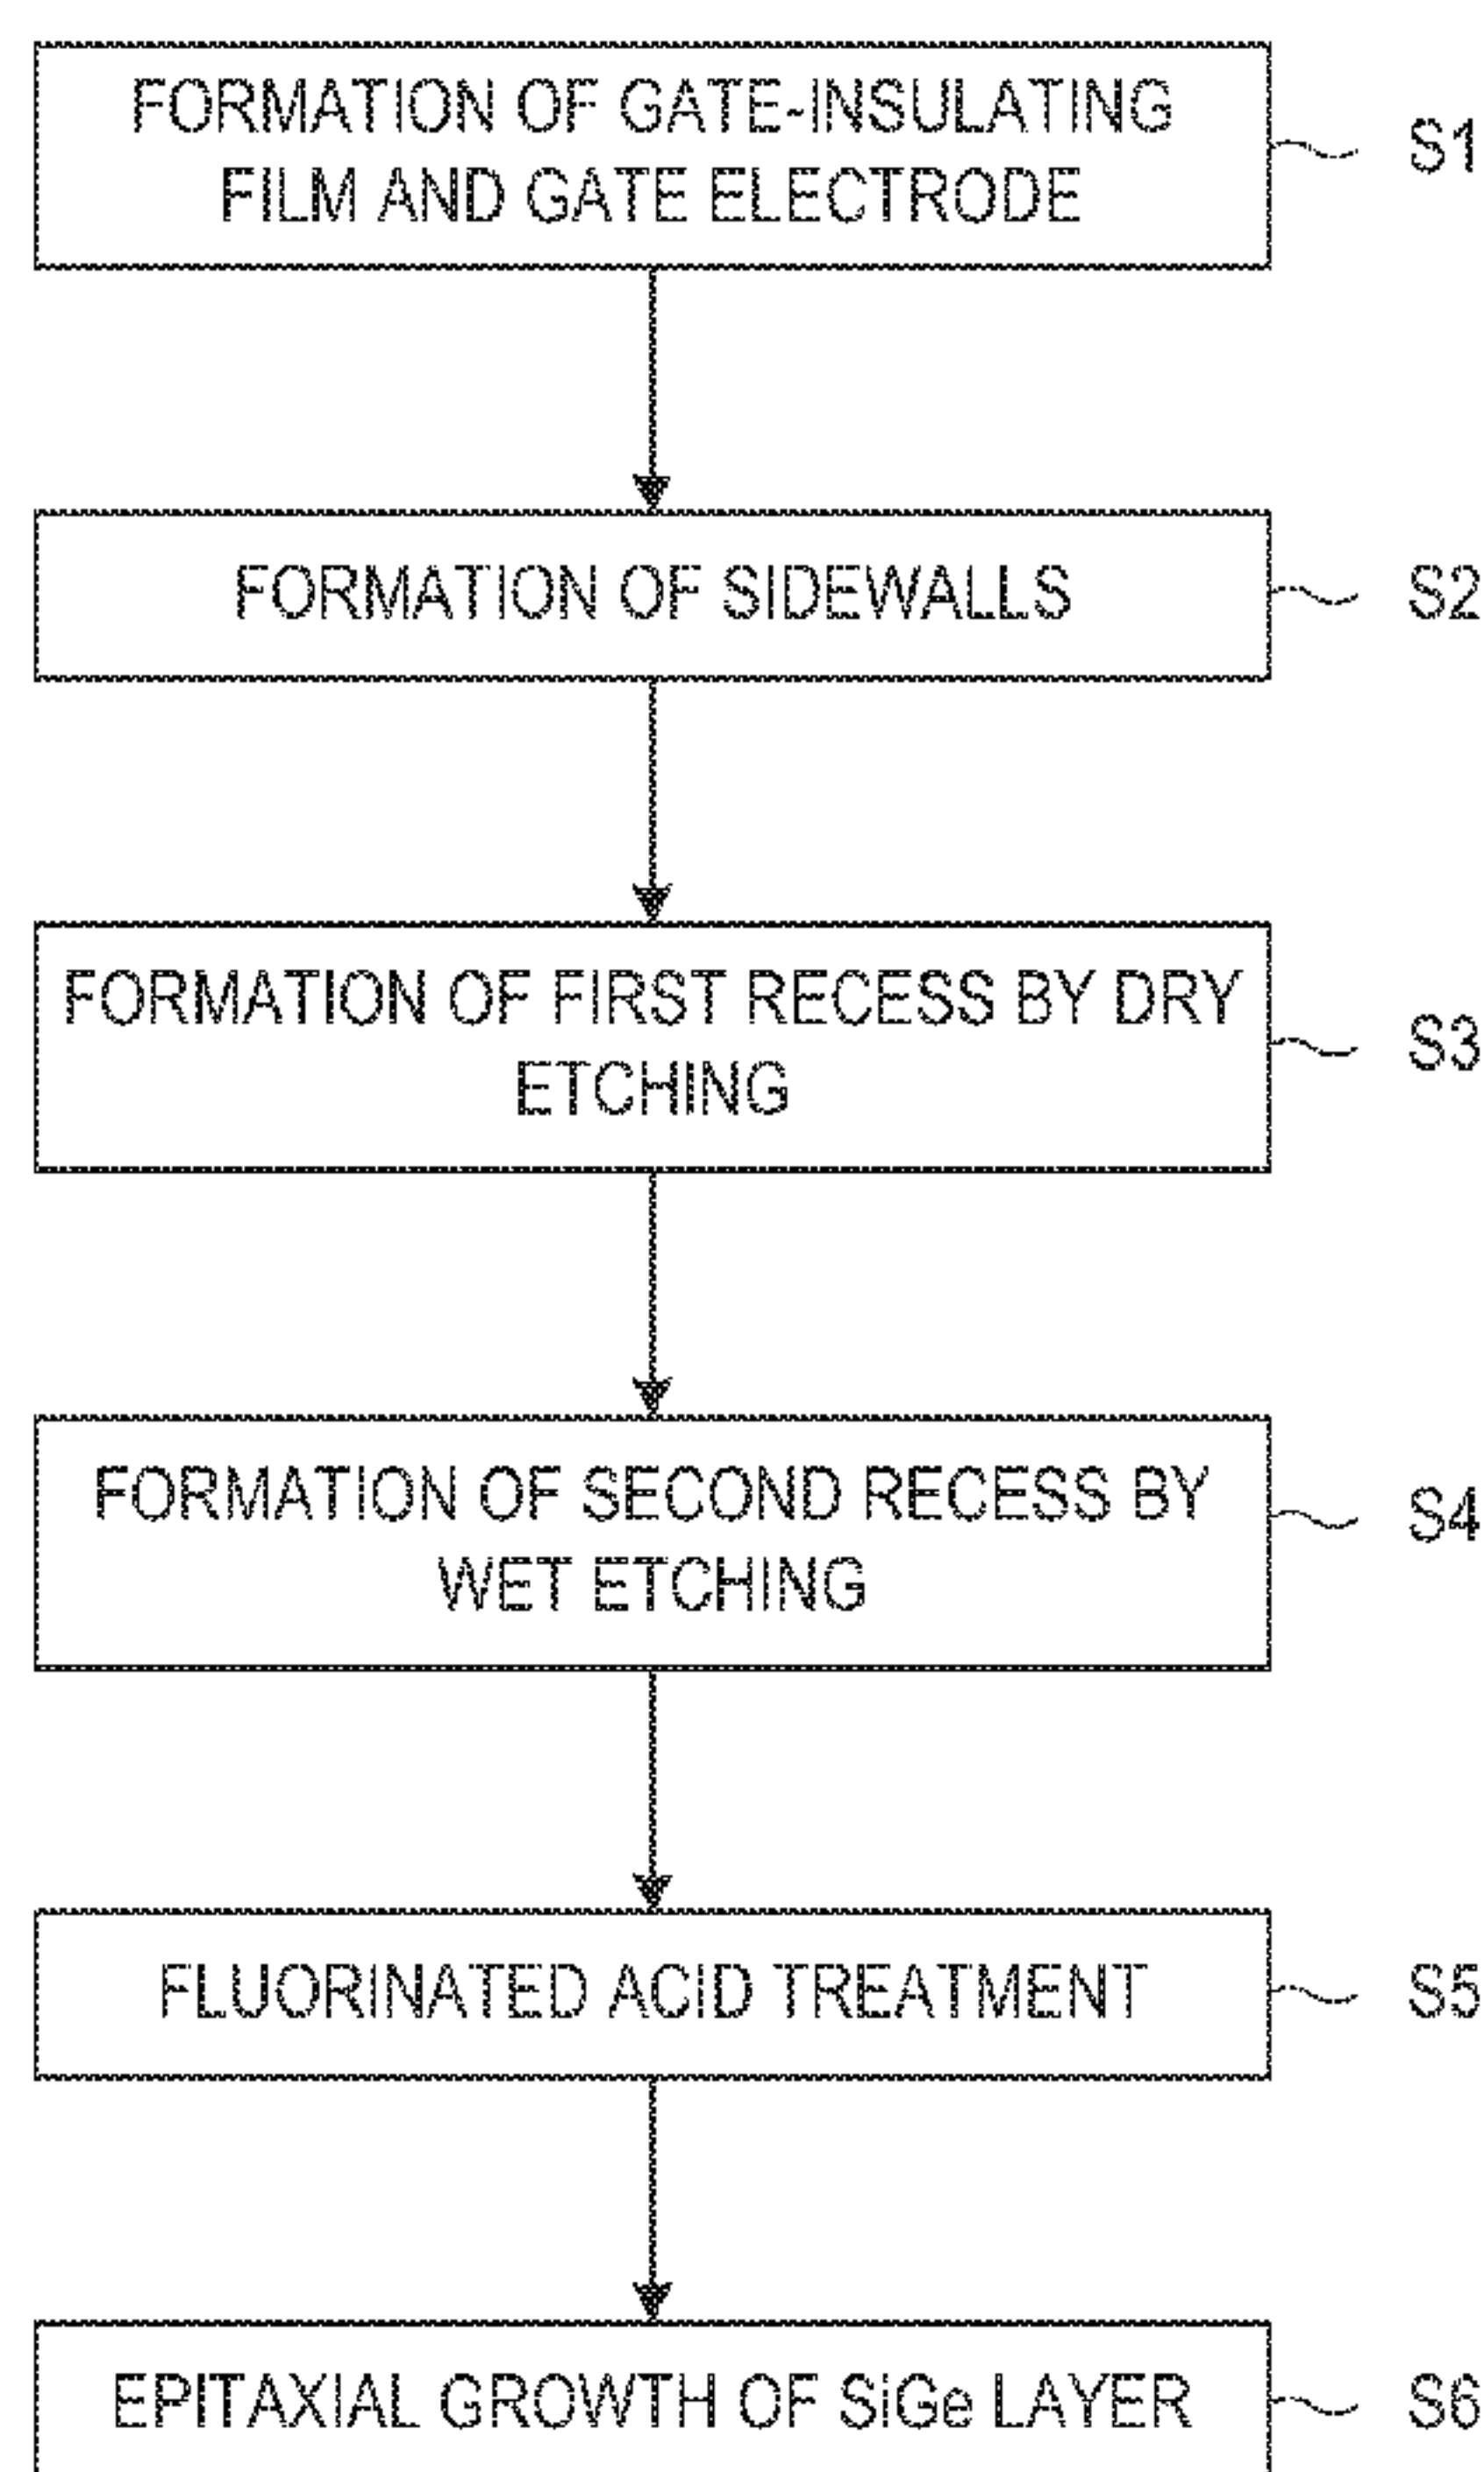 FORMATION OF GATE-INSULATING
FILM AND GATE ELECTRODE
S1
FORMATION OF SIDEWALLS
S2
FORMATION OF FIRST RECESS BY DRY
ETCHING
S3
FORMATION OF SECOND RECESS BY
WET ETCHING
S4
FLUORINATED ACID TREATMENT
S5
EPITAXIAL GROWTH OF SiGe LAYER
S6